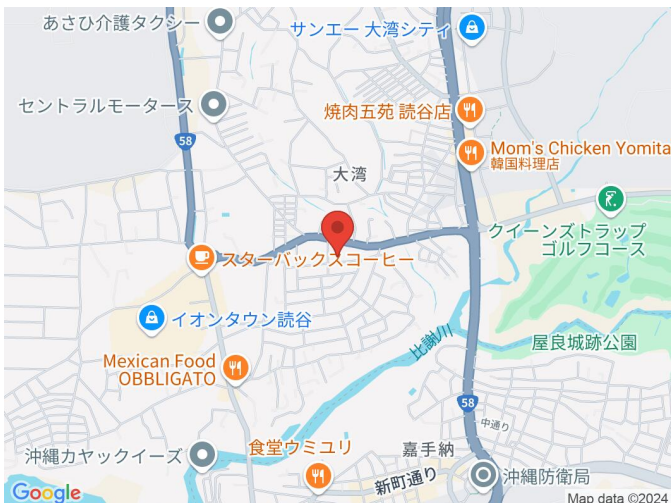 あさひ介護タクシー
サンエー 大湾シティ
セントラルモータース
焼肉五苑 読谷店
58
Mom's Chicken Yomita
韓国料理店
大湾
クイーンズトラップ
ゴルフコース
スターバックスコーヒー
イオンタウン読谷
比謝川
屋良城跡公園
Mexican Food
OBBLIGATO
58
中通り
嘉手納
食堂ウミユリ
沖縄カヤックイーズ
新町通り
沖縄防衛局
Google
Map data ©2024